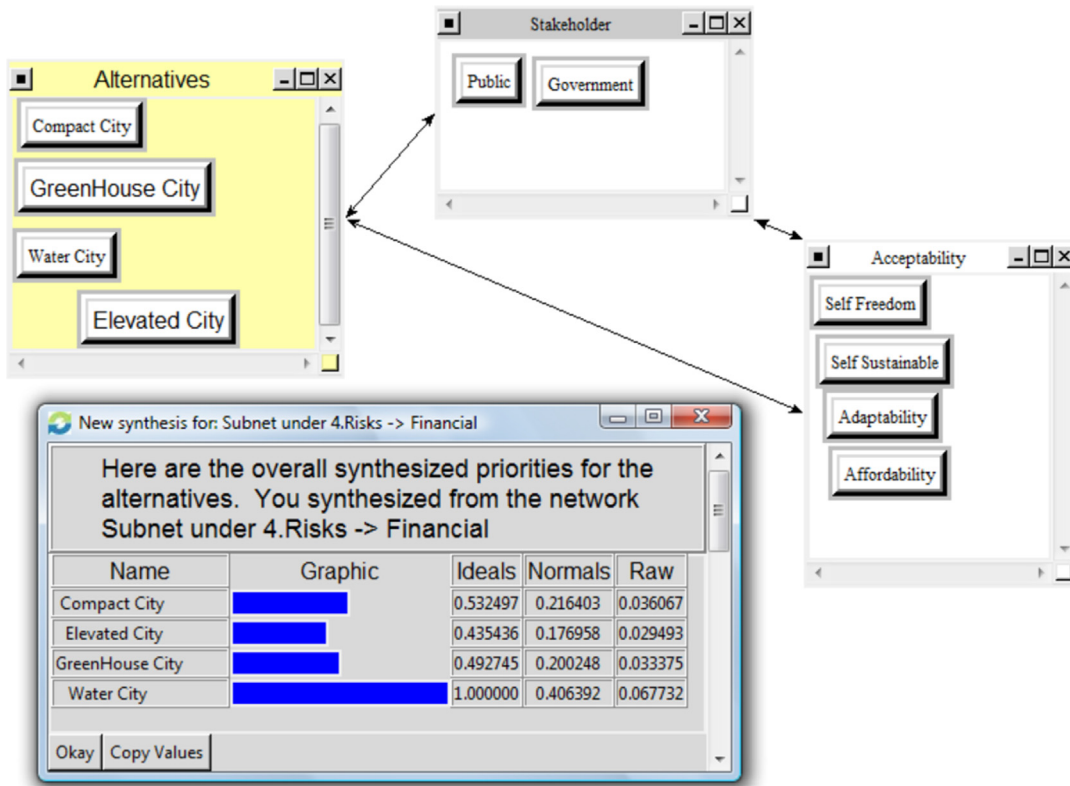 Stakeholder
Public
Government
Alternatives
Compact City
GreenHouse City
Water City
Elevated City
Acceptability
Self Freedom
Self Sustainable
Adaptability
Affordability
New synthesis for: Subnet under 4.Risks -> Financial
Here are the overall synthesized priorities for the
alternatives. You synthesized from the network
Subnet under 4.Risks -> Financial
Name Graphic Ideals Normals Raw
Compact City 0.532497 0.216403 0.036067
Elevated City 0.435436 0.176958 0.029493
GreenHouse City 0.492745 0.200248 0.033375
Water City 1.000000 0.406392 0.067732
Okay Copy Values